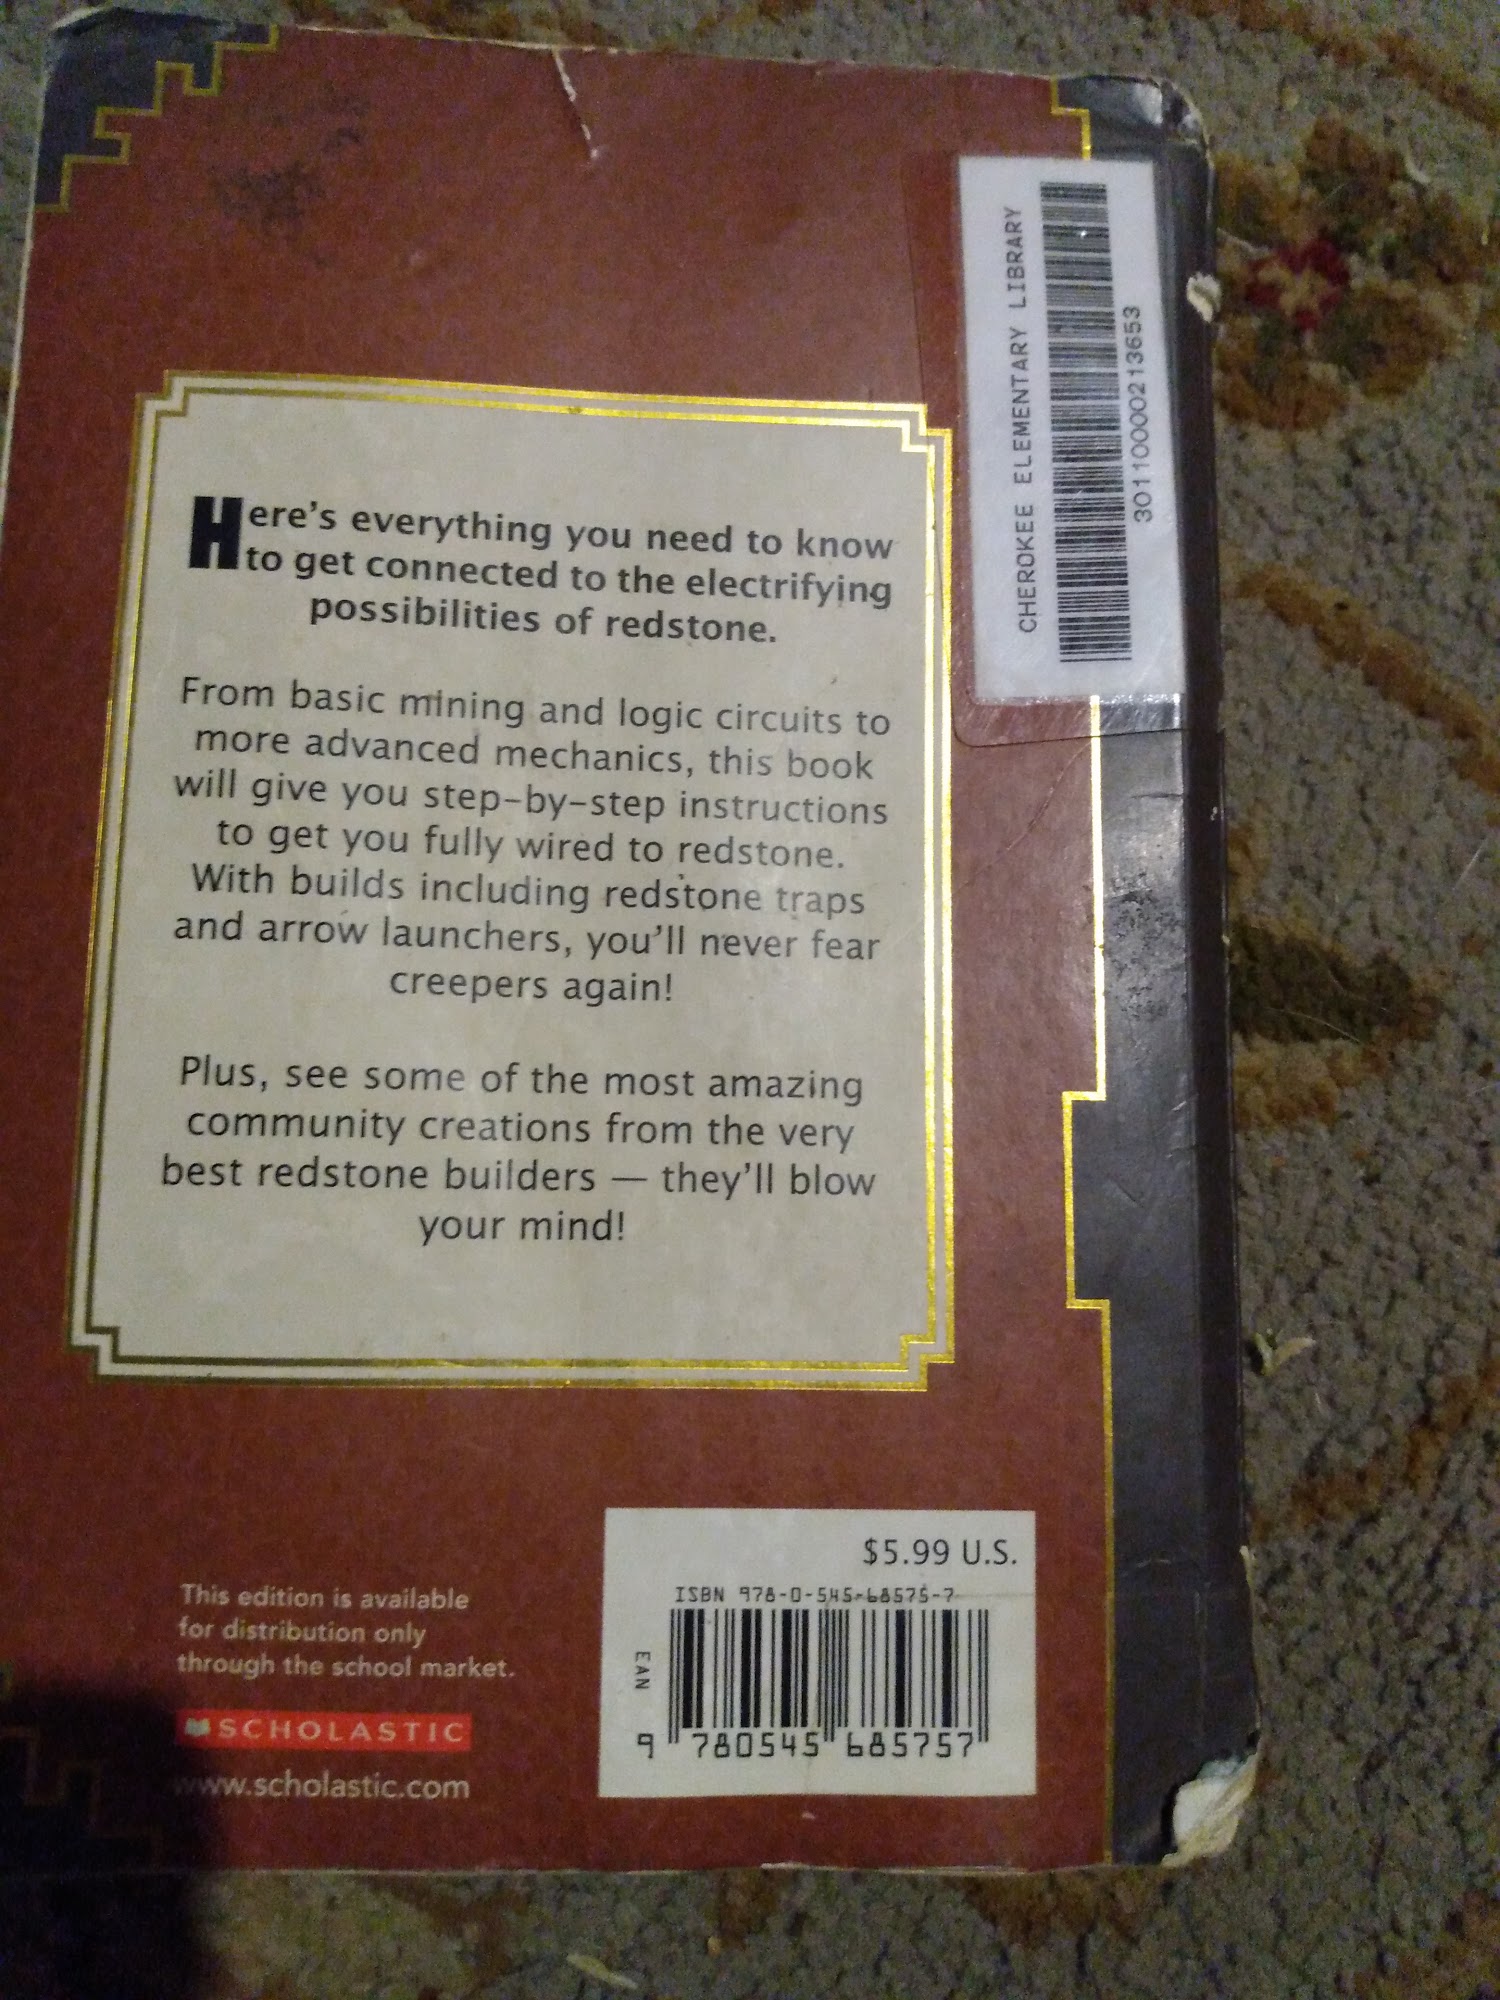 CHEROKEE ELEMENTARY LIBRARY
30110000213653
Here's everything you need to know
to get connected to the electrifying
possibilities of redstone.
From basic mining and logic circuits to
more advanced mechanics, this book
will give you step-by-step instructions
to get you fully wired to redstone.
With builds including redstone traps
and arrow launchers, you'll never fear
creepers again!
Plus, see some of the most amazing
community creations from the very
best redstone builders — they'll blow
your mind!
This edition is available
for distribution only
through the school market.
SCHOLASTIC
www.scholastic.com
$5.99 U.S.
ISBN 978-0-545-68575-7
EAN
9 780545 685757